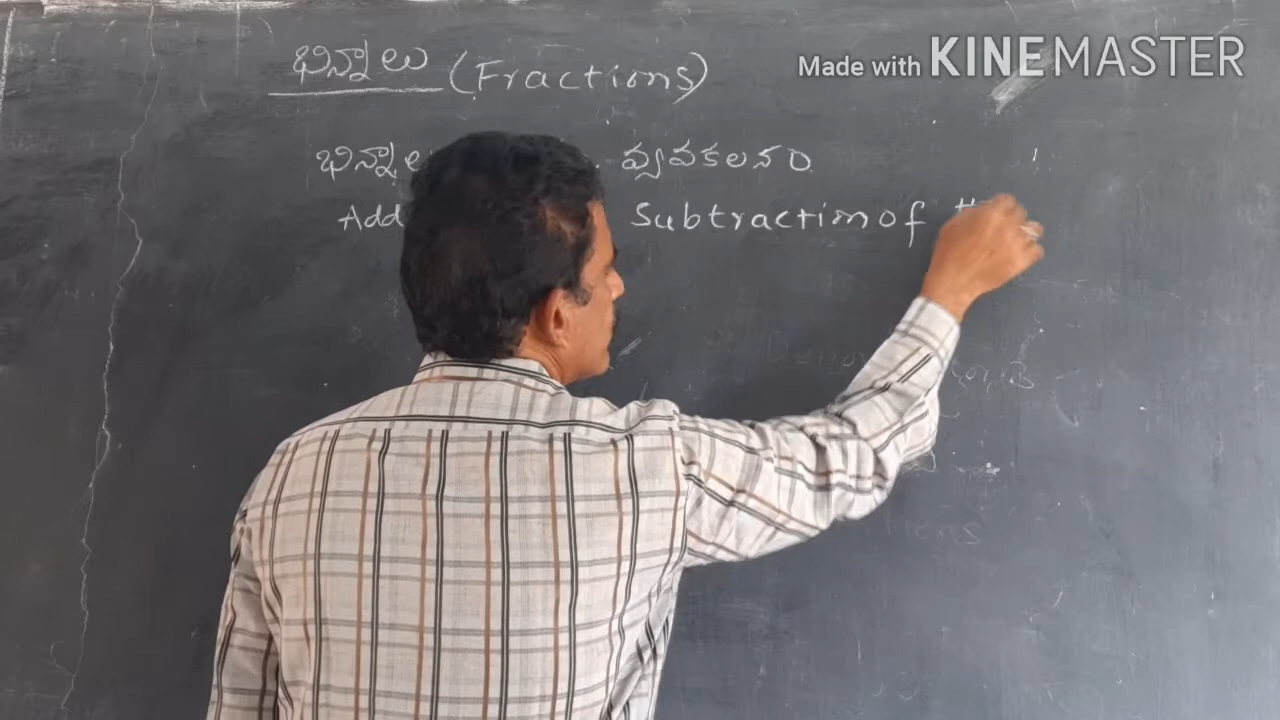 భిన్నాలు (Fractions)
Made with KINEMASTER
వ్యవకలనం
Add
Subtraction of